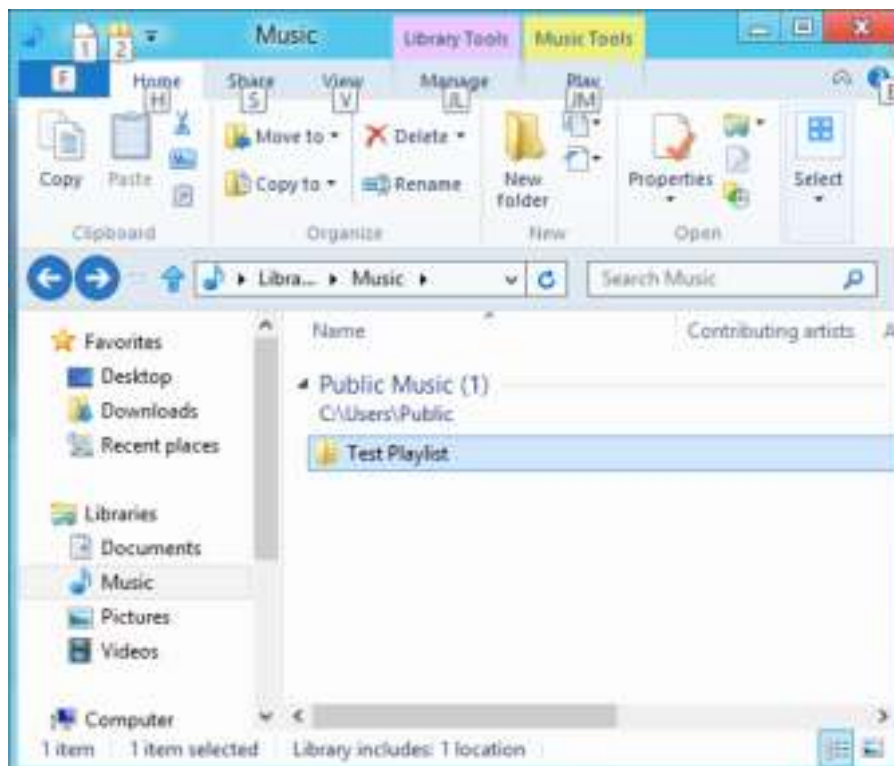 1 2 Music Library Tools Music Tools
F Home Share View Manage Play
H S V JL JM E
Move to Delete
Copy Paste Copy to Rename New folder Properties Select
Clipboard Organize New Open
Libra... Music Search Music
Name Contributing artists A
Favorites
Desktop
Downloads
Recent places
Public Music (1)
C:\Users\Public
Test Playlist
Libraries
Documents
Music
Pictures
Videos
Computer
1 item 1 item selected Library includes: 1 location